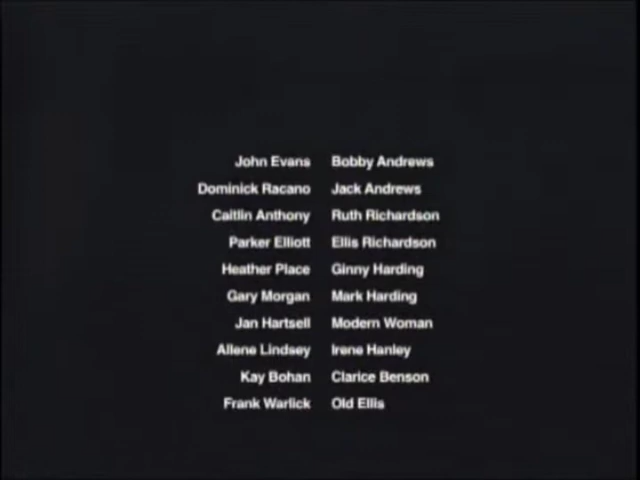 John Evans Bobby Andrews
Dominick Racano Jack Andrews
Caitlin Anthony Ruth Richardson
Parker Elliott Ellis Richardson
Heather Place Ginny Harding
Gary Morgan Mark Harding
Jan Hartsell Modern Woman
Allene Lindsey Irene Hanley
Kay Bohan Clarice Benson
Frank Warlick Old Ellis